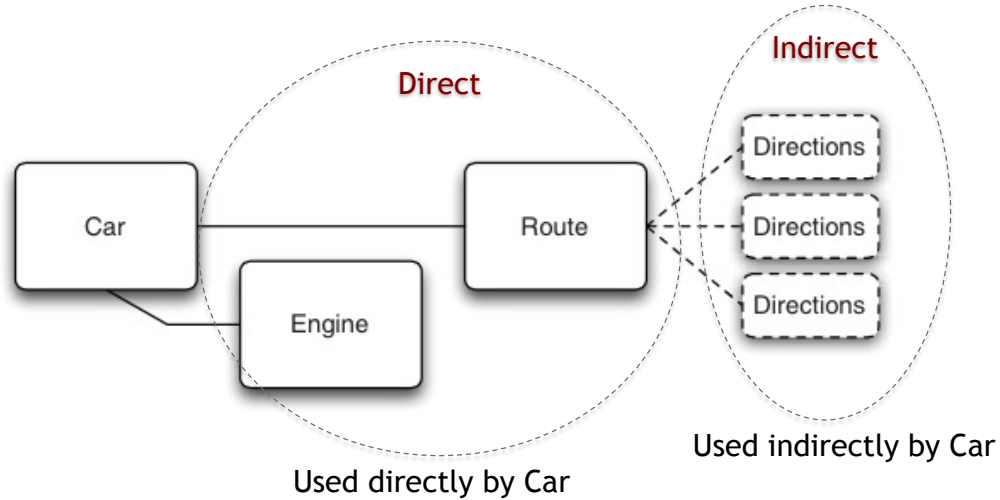 Direct
Indirect
Car
Engine
Route
Directions
Directions
Directions
Used directly by Car
Used indirectly by Car